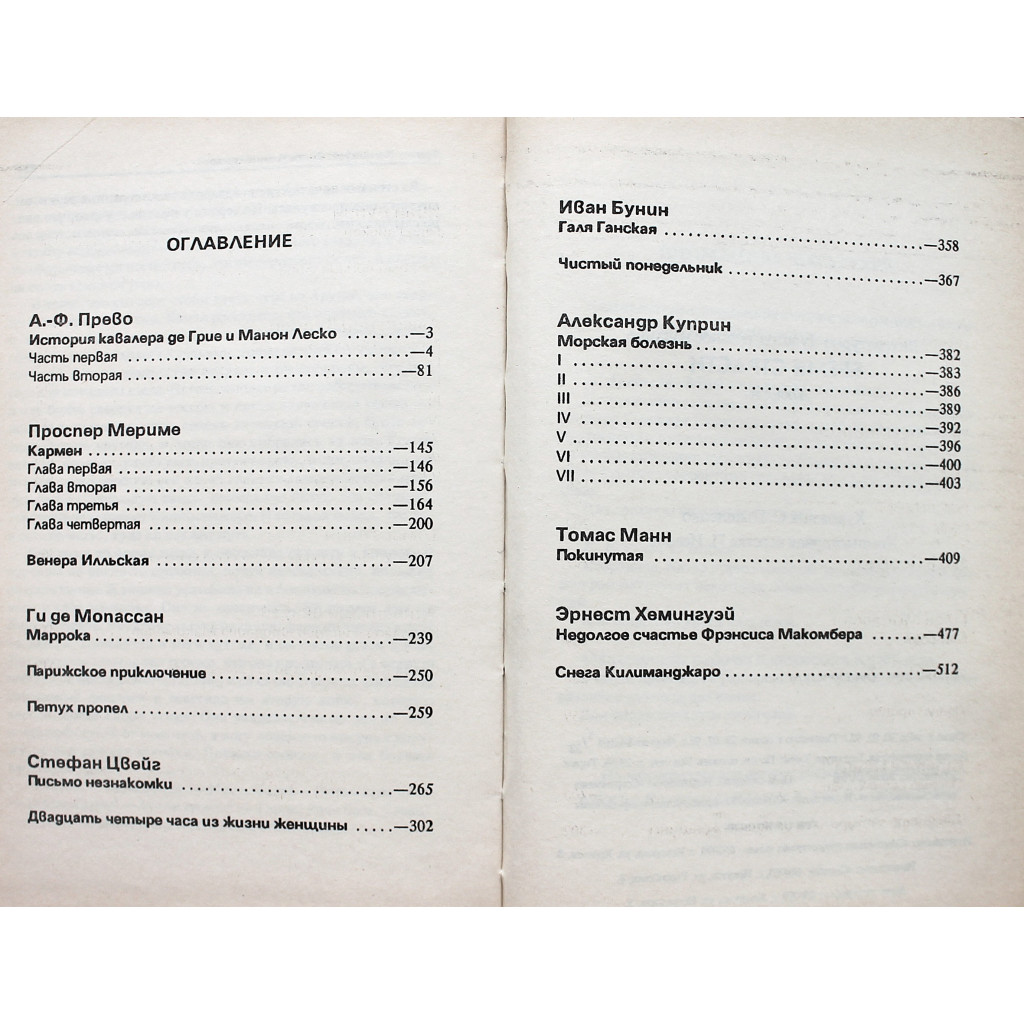 ОГЛАВЛЕНИЕ
А.-Ф. Прево
История кавалера де Грие и Манон Леско ........—3
Часть первая ........—4
Часть вторая ........—81
Проспер Мериме
Кармен ........—145
Глава первая ........—146
Глава вторая ........—156
Глава третья ........—164
Глава четвертая ........—200
Венера Илльская ........—207
Ги де Мопассан
Маррока ........—239
Парижское приключение ........—250
Петух пропел ........—259
Стефан Цвейг
Письмо незнакомки ........—265
Двадцать четыре часа из жизни женщины .....—302
Иван Бунин
Галя Ганская ........—358
Чистый понедельник ........—367
Александр Куприн
Морская болезнь ........—382
I ........—383
II ........—386
III ........—389
IV ........—392
V ........—396
VI ........—400
VII ........—403
Томас Манн
Покинутая ........—409
Эрнест Хемингуэй
Недолгое счастье Фрэнсиса Макомбера .......—477
Снега Килиманджаро ........—512